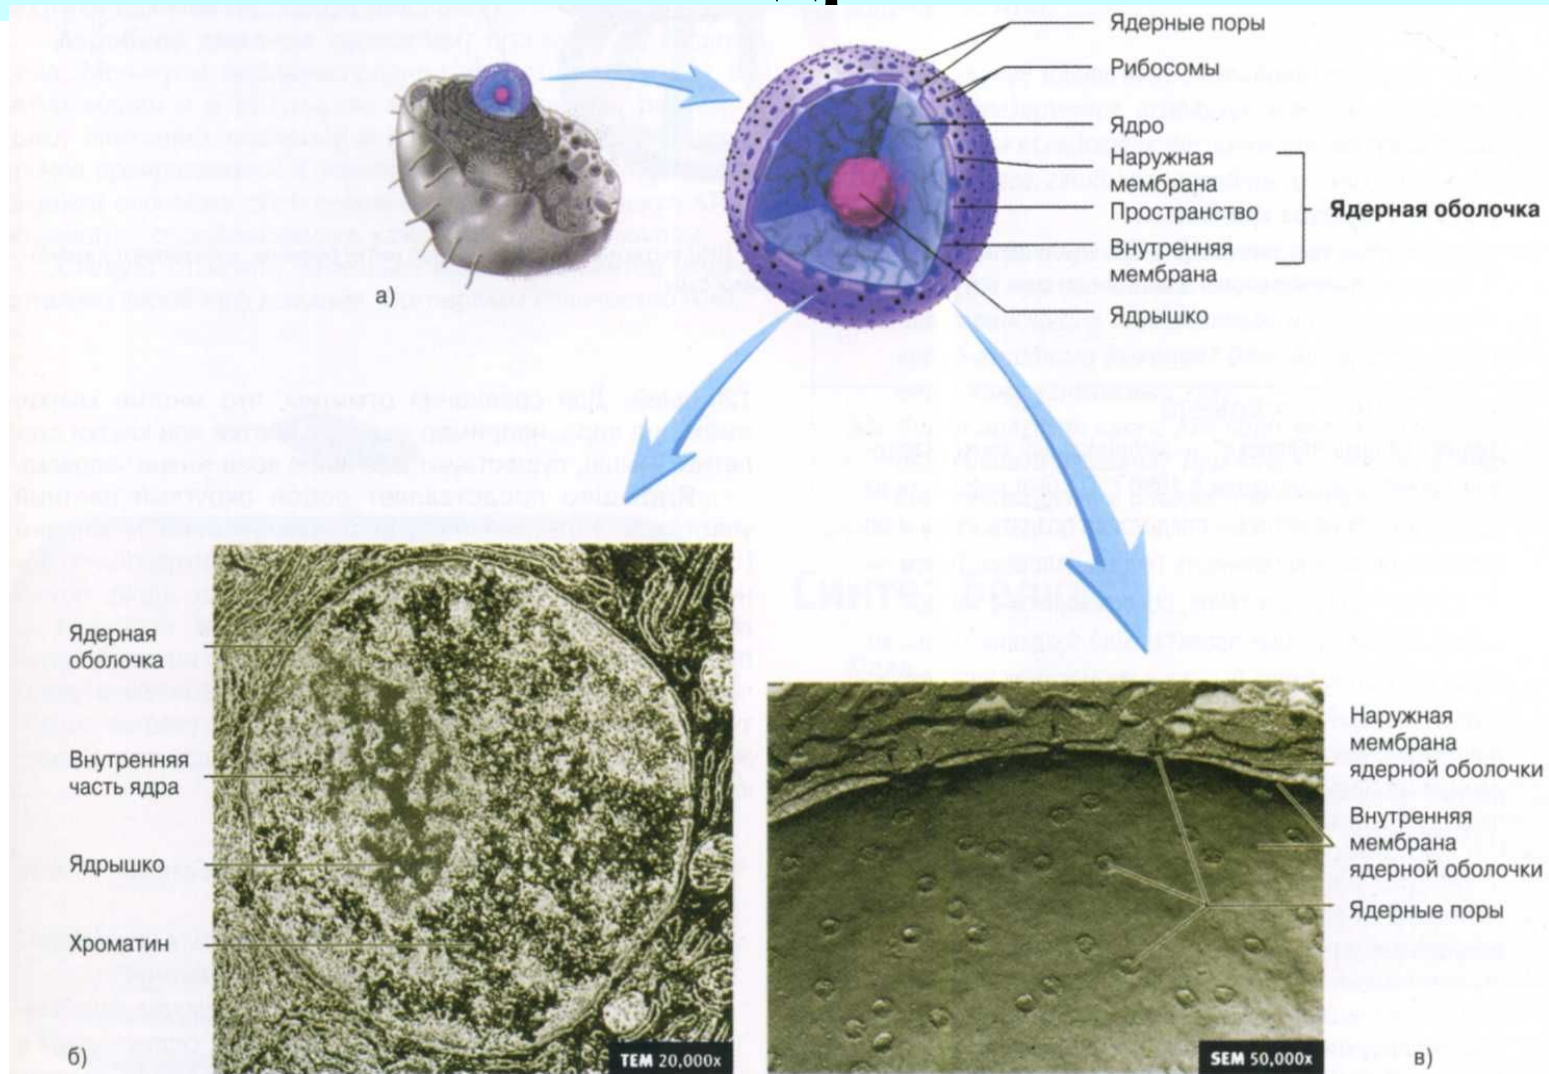 Ядерные поры
Рибосомы
Ядро
Наружная
мембрана
Пространство
Внутренняя
мембрана
Ядерная оболочка
Ядрышко
а)
Ядерная
оболочка
Внутренняя
часть ядра
Ядрышко
Хроматин
б)
TEM 20,000x
Наружная
мембрана
ядерной оболочки
Внутренняя
мембрана
ядерной оболочки
Ядерные поры
SEM 50,000x
в)